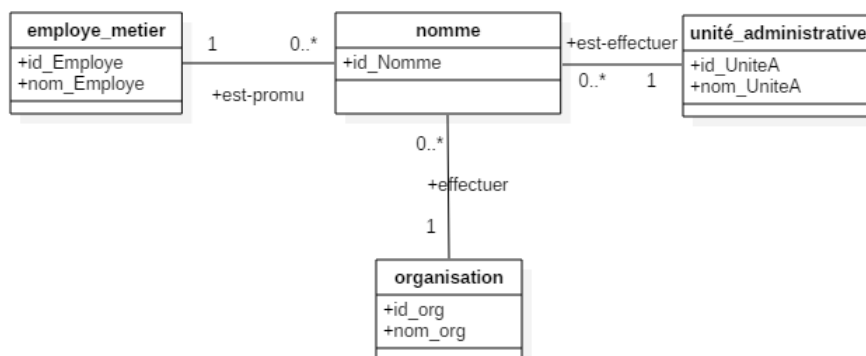 employe_metier
+id_Employe
+nom_Employe
1
0..*
+est-promu
nomme
+id_Nomme
+est-effectuer
0..*
1
unité_administrative
+id_UniteA
+nom_UniteA
0..*
+effectuer
1
organisation
+id_org
+nom_org